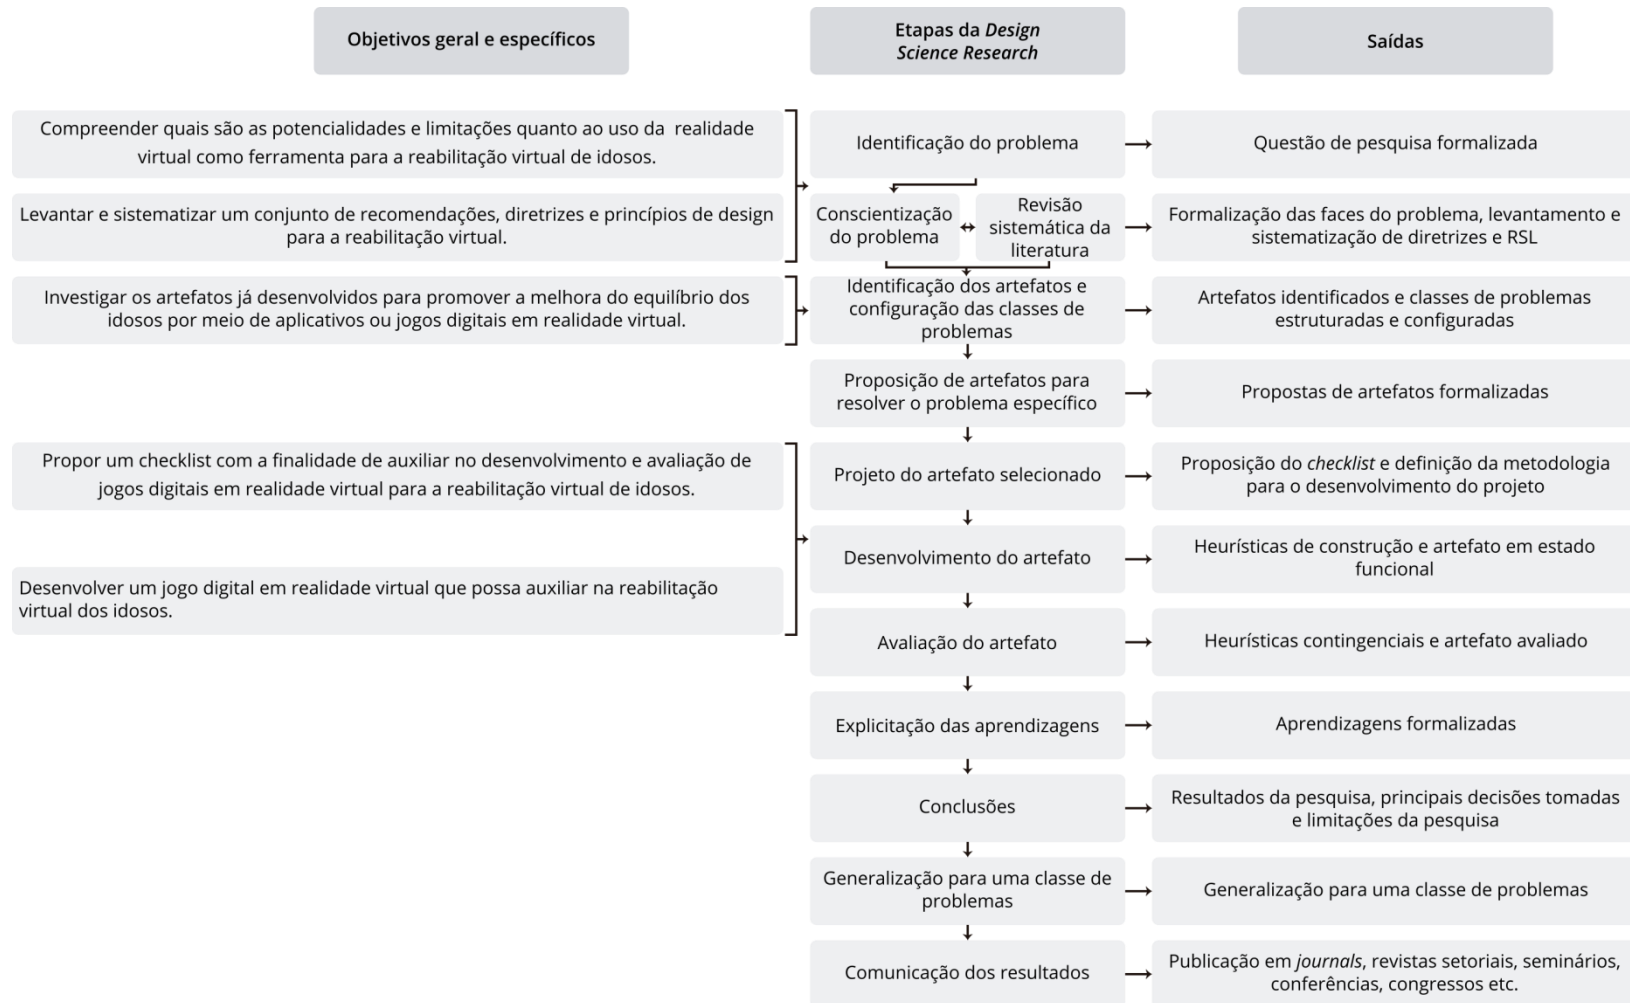 Objetivos geral e específicos
Etapas da Design
Science Research
Saídas
Compreender quais são as potencialidades e limitações quanto ao uso da realidade
virtual como ferramenta para a reabilitação virtual de idosos.
Identificação do problema
Questão de pesquisa formalizada
Levantar e sistematizar um conjunto de recomendações, diretrizes e princípios de design
para a reabilitação virtual.
Conscientização
do problema
Revisão
sistemática da
literatura
Formalização das faces do problema, levantamento e
sistematização de diretrizes e RSL
Investigar os artefatos já desenvolvidos para promover a melhora do equilíbrio dos
idosos por meio de aplicativos ou jogos digitais em realidade virtual.
Identificação dos artefatos e
configuração das classes de
problemas
Artefatos identificados e classes de problemas
estruturadas e configuradas
Proposição de artefatos para
resolver o problema específico
Propostas de artefatos formalizadas
Propor um checklist com a finalidade de auxiliar no desenvolvimento e avaliação de
jogos digitais em realidade virtual para a reabilitação virtual de idosos.
Projeto do artefato selecionado
Proposição do checklist e definição da metodologia
para o desenvolvimento do projeto
Desenvolver um jogo digital em realidade virtual que possa auxiliar na reabilitação
virtual dos idosos.
Desenvolvimento do artefato
Heurísticas de construção e artefato em estado
funcional
Avaliação do artefato
Heurísticas contingenciais e artefato avaliado
Explicitação das aprendizagens
Aprendizagens formalizadas
Conclusões
Resultados da pesquisa, principais decisões tomadas
e limitações da pesquisa
Generalização para uma classe de
problemas
Generalização para uma classe de problemas
Comunicação dos resultados
Publicação em journals, revistas setoriais, seminários,
conferências, congressos etc.